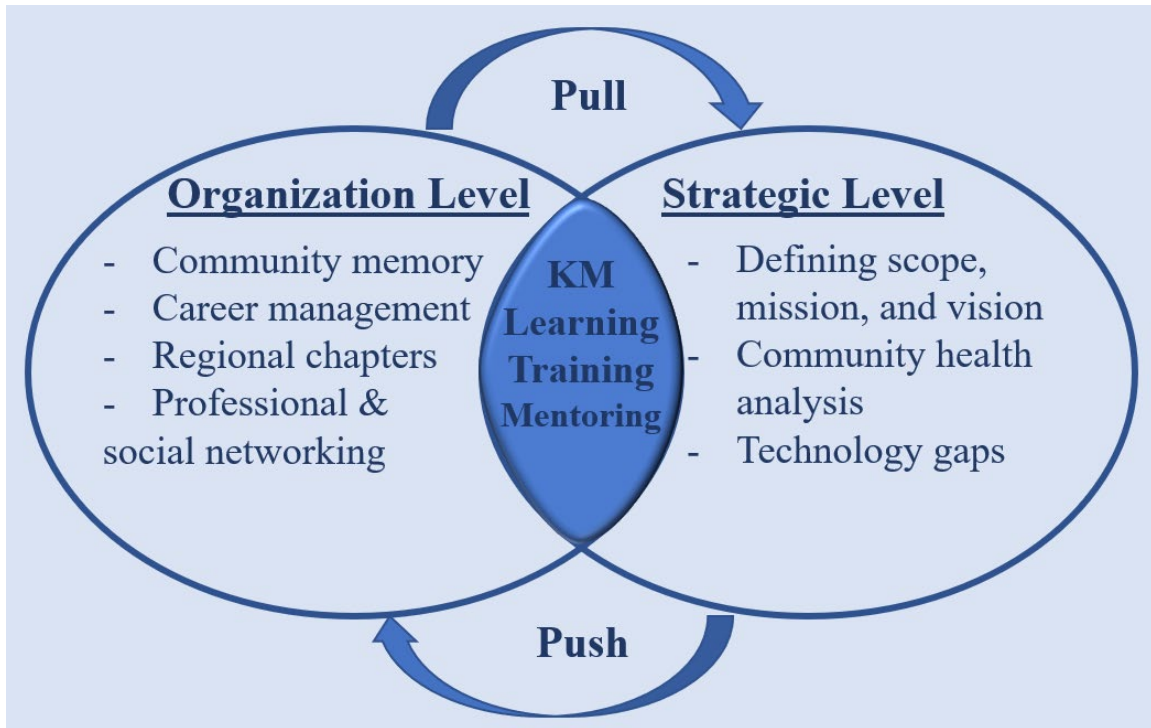 Pull
Organization Level
- Community memory
- Career management
- Regional chapters
- Professional &
social networking
KM
Learning
Training
Mentoring
Strategic Level
- Defining scope,
mission, and vision
- Community health
analysis
- Technology gaps
Push